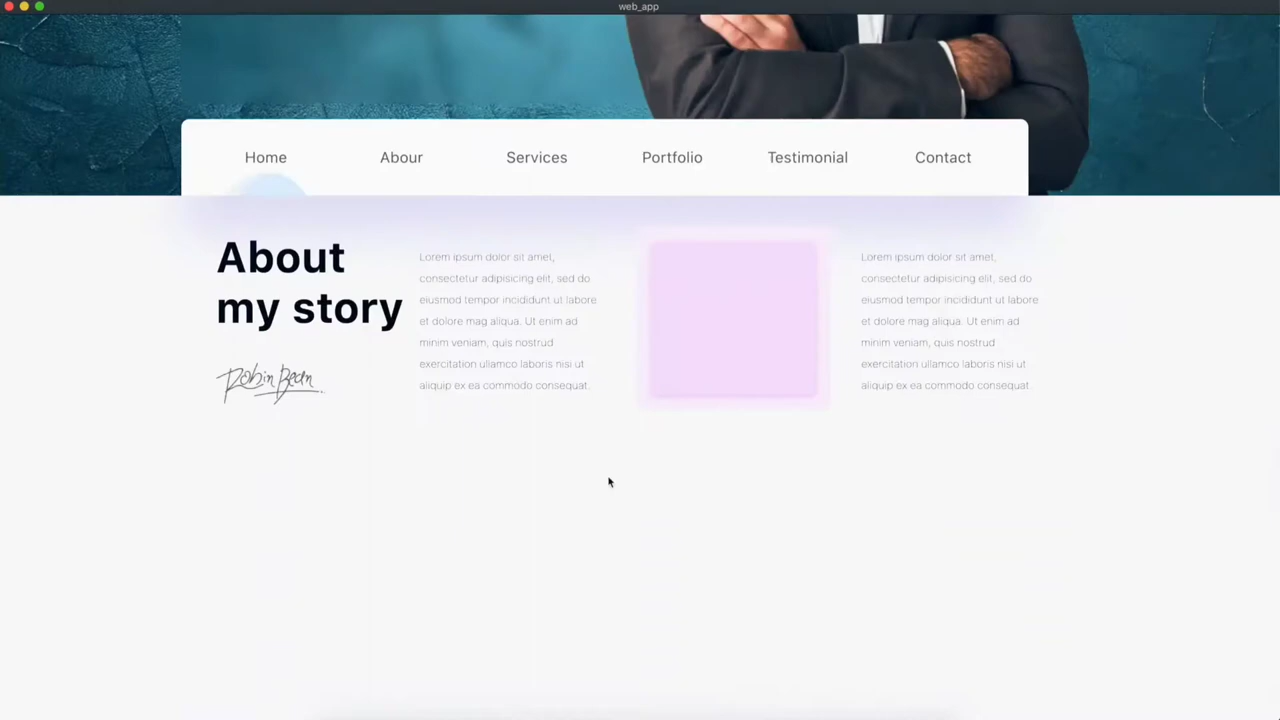 web_app
Home
Abour
Services
Portfolio
Testimonial
Contact
About
my story
Robin Bean
Lorem ipsum dolor sit amet,
consectetur adipisicing elit, sed do
eiusmod tempor incididunt ut labore
et dolore mag aliqua. Ut enim ad
minim veniam, quis nostrud
exercitation ullamco laboris nisi ut
aliquip ex ea commodo consequat.
Lorem ipsum dolor sit amet,
consectetur adipisicing elit, sed do
eiusmod tempor incididunt ut labore
et dolore mag aliqua. Ut enim ad
minim veniam, quis nostrud
exercitation ullamco laboris nisi ut
aliquip ex ea commodo consequat.